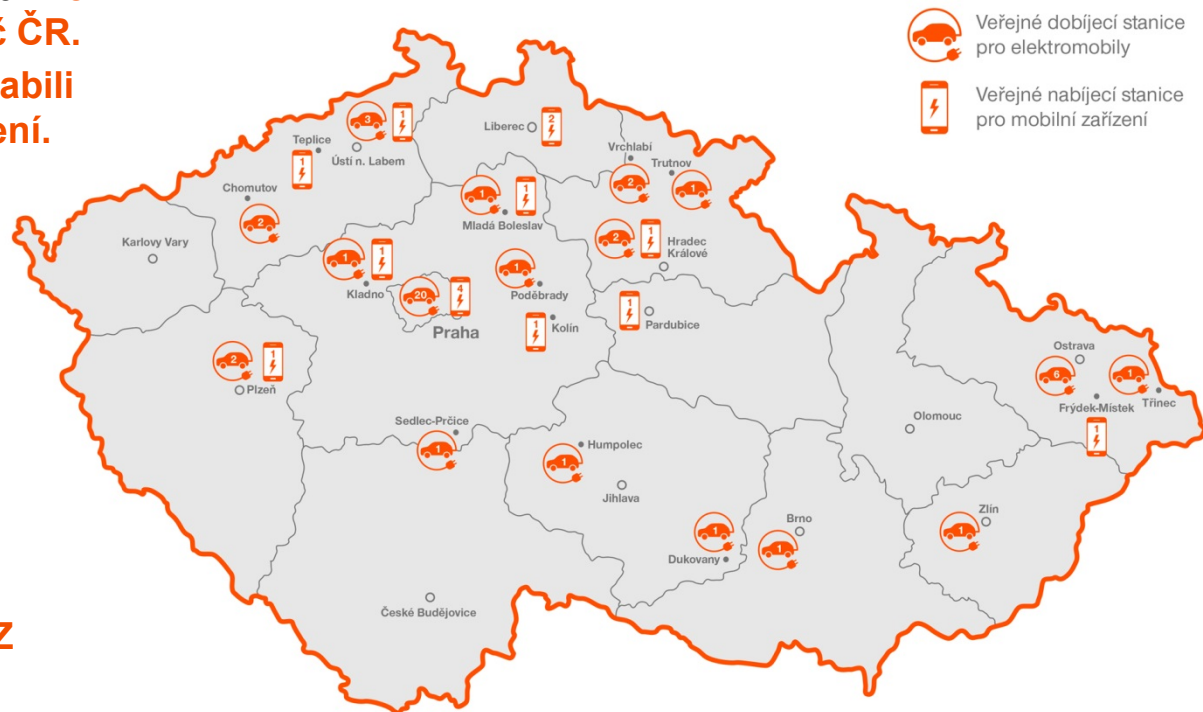 č ČR.
abili
ení.
Z
Veřejné dobíjecí stanice
pro elektromobily
Veřejné nabíjecí stanice
pro mobilní zařízení
3
1
Teplice
Ústí n. Labem
1
Liberec
2
Vrchlabí
Trutnov
2
1
Chomutov
2
1
1
Mladá Boleslav
Karlovy Vary
2
1
Hradec
Králové
1
1
Kladno
1
Poděbrady
20
4
Praha
1
Kolín
1
Pardubice
2
1
Plzeň
Ostrava
6
1
Třinec
Frýdek-Místek
1
Olomouc
Sedlec-Prčice
1
Humpolec
1
Jihlava
1
Dukovany
Brno
1
Zlín
1
České Budějovice